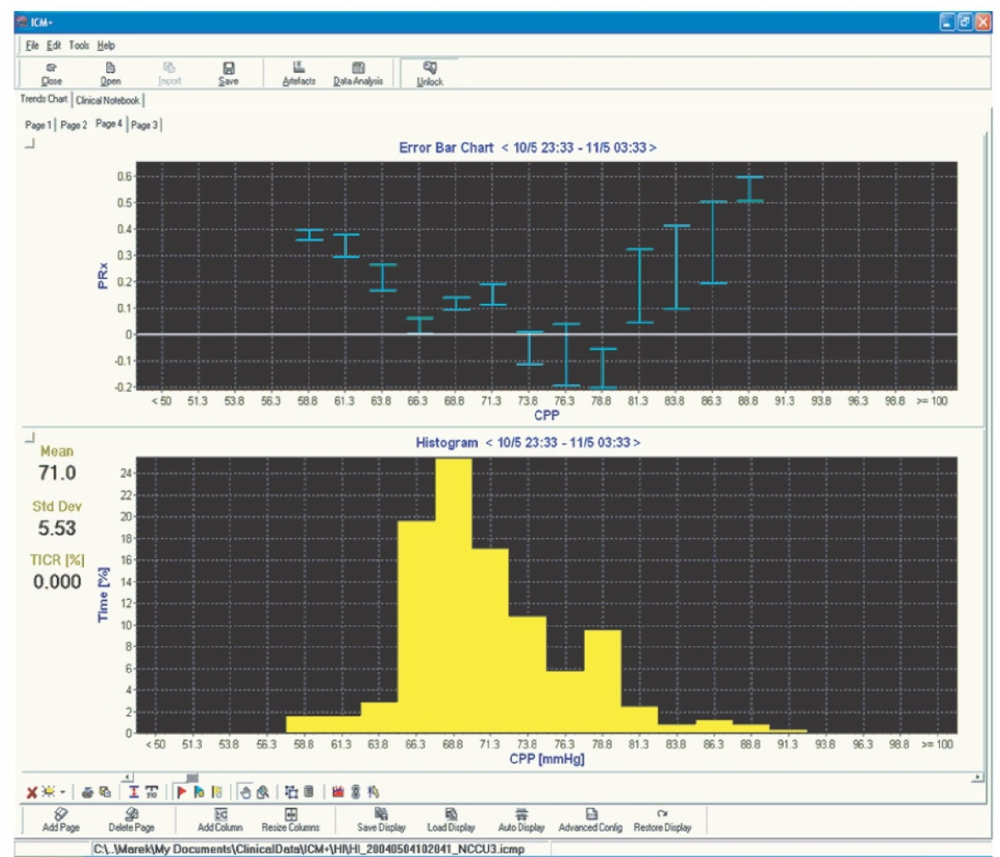 ICM+
File Edit Tools Help
Close Open Import Save Artefacts Data Analysis Unlock
Trends Chart Clinical Notebook
Page 1 Page 2 Page 4 Page 3
Error Bar Chart < 10/5 23:33 - 11/5 03:33 >
0.6
0.5
0.4
0.3
0.2
0.1
0
-0.1
-0.2
PRx
< 50 51.3 53.8 56.3 58.8 61.3 63.8 66.3 68.8 71.3 73.8 76.3 78.8 81.3 83.8 86.3 88.8 91.3 93.8 96.3 98.8 >= 100
CPP
Histogram < 10/5 23:33 - 11/5 03:33 >
Mean
71.0
Std Dev
5.53
TICR [%]
0.000
24
22
20
18
16
14
12
10
8
6
4
2
0
Time [%]
< 50 51.3 53.8 56.3 58.8 61.3 63.8 66.3 68.8 71.3 73.8 76.3 78.8 81.3 83.8 86.3 88.8 91.3 93.8 96.3 98.8 >= 100
CPP [mmHg]
Add Page Delete Page Add Column Resize Columns Save Display Load Display Auto Display Advanced Config Restore Display
C:\..\Marek\My Documents\ClinicalData\ICM+\HI\HI_20040504102041_NCCU3.icmp